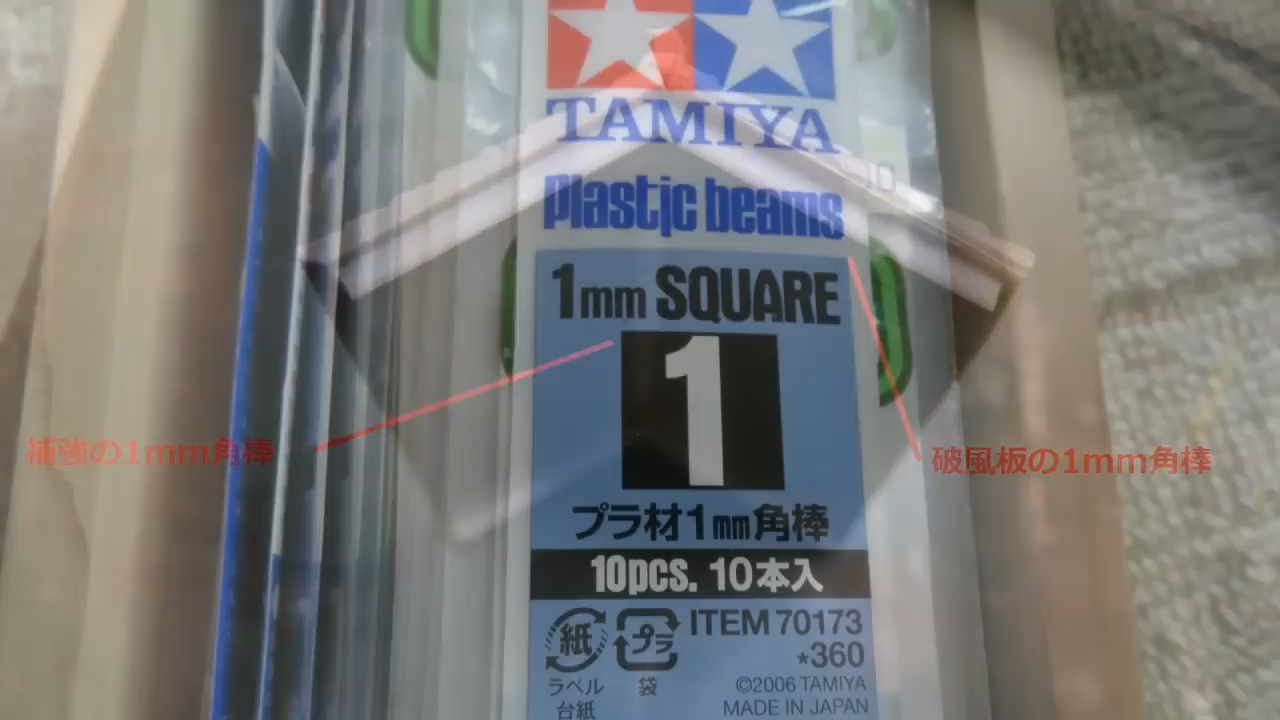 TAMIYA
Plastic beams
1mm SQUARE
1
補強の1mm角棒
破風板の1mm角棒
プラ材1mm角棒
10pcs. 10本入
紙 プラ ITEM 70173
*360
ラベル 袋 ©2006 TAMIYA
台紙 MADE IN JAPAN